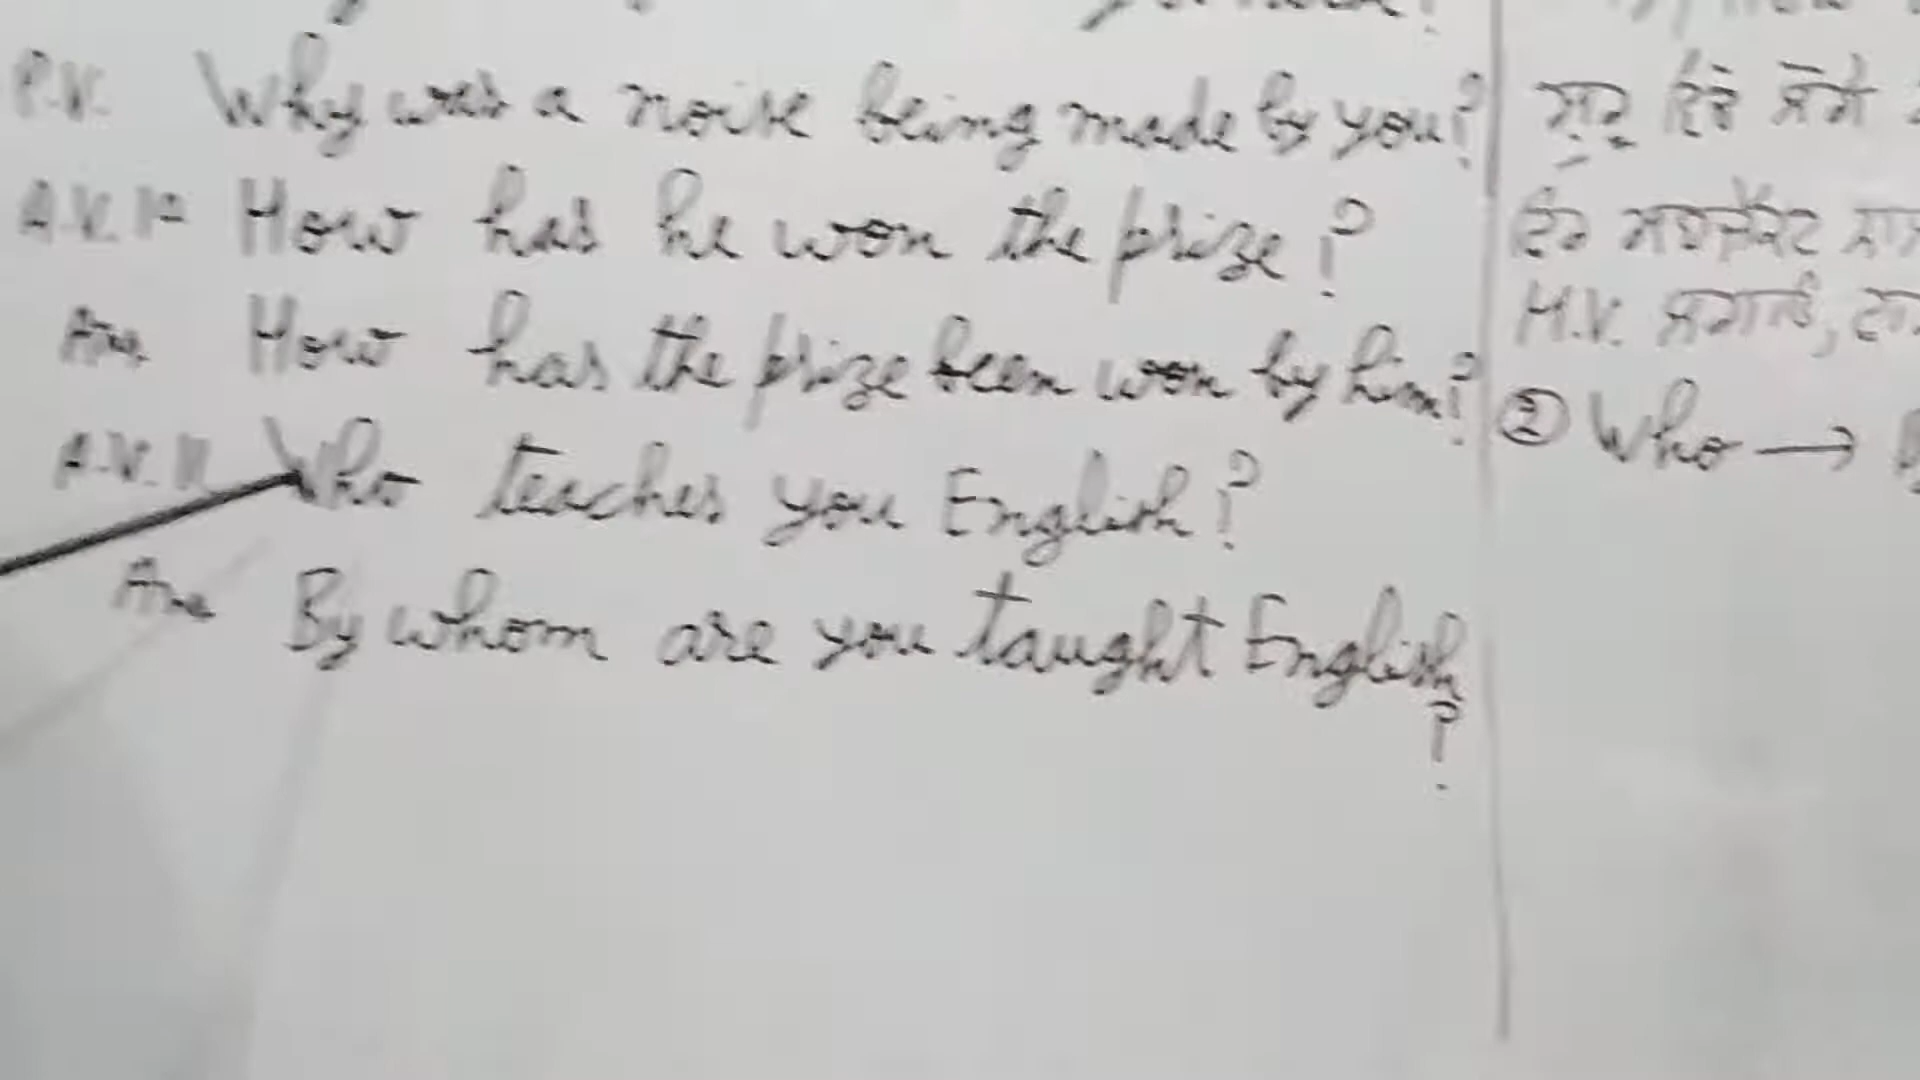 P.V. Why was a noise being made by you?
A.V. How has he won the prize?
Ans How has the prize been won by him?
A.V. Who teaches you English?
Ans By whom are you taught English
?
ਸ਼ੁਰੂ ਵਿੱਚ
H.V.
② Who →